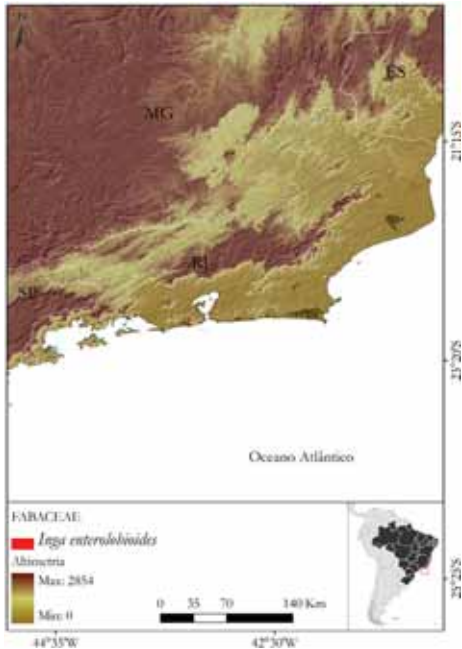 N
ES
MG
21°15'S
RJ
SP
23°20'S
Oceano Atlântico
FABACEAE
Inga enterolobioides
Altimetria
Max: 2854
Min: 0
0 35 70 140 Km
25°25'S
44°35'W 42°30'W